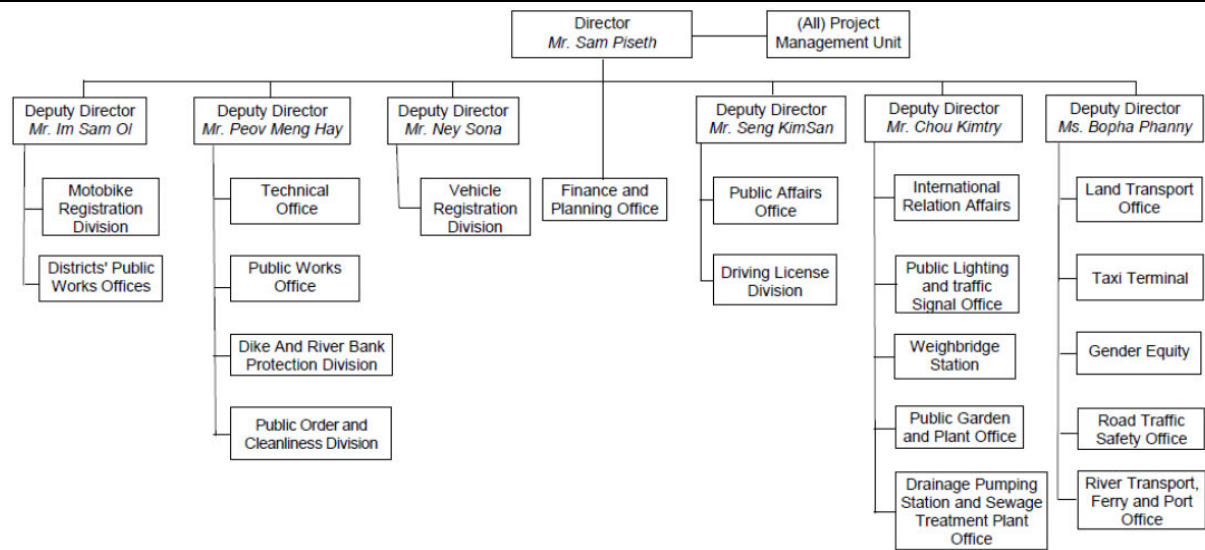 Director
Mr. Sam Piseth
(All) Project
Management Unit
Deputy Director
Mr. Im Sam Ol
Deputy Director
Mr. Peov Meng Hay
Deputy Director
Mr. Ney Sona
Deputy Director
Mr. Seng KimSan
Deputy Director
Mr. Chou Kimtry
Deputy Director
Ms. Bopha Phanny
Motobike
Registration
Division
Districts' Public
Works Offices
Technical
Office
Public Works
Office
Dike And River Bank
Protection Division
Public Order and
Cleanliness Division
Vehicle
Registration
Division
Finance and
Planning Office
Public Affairs
Office
Driving License
Division
International
Relation Affairs
Public Lighting
and traffic
Signal Office
Weighbridge
Station
Public Garden
and Plant Office
Drainage Pumping
Station and Sewage
Treatment Plant
Office
Land Transport
Office
Taxi Terminal
Gender Equity
Road Traffic
Safety Office
River Transport,
Ferry and Port
Office